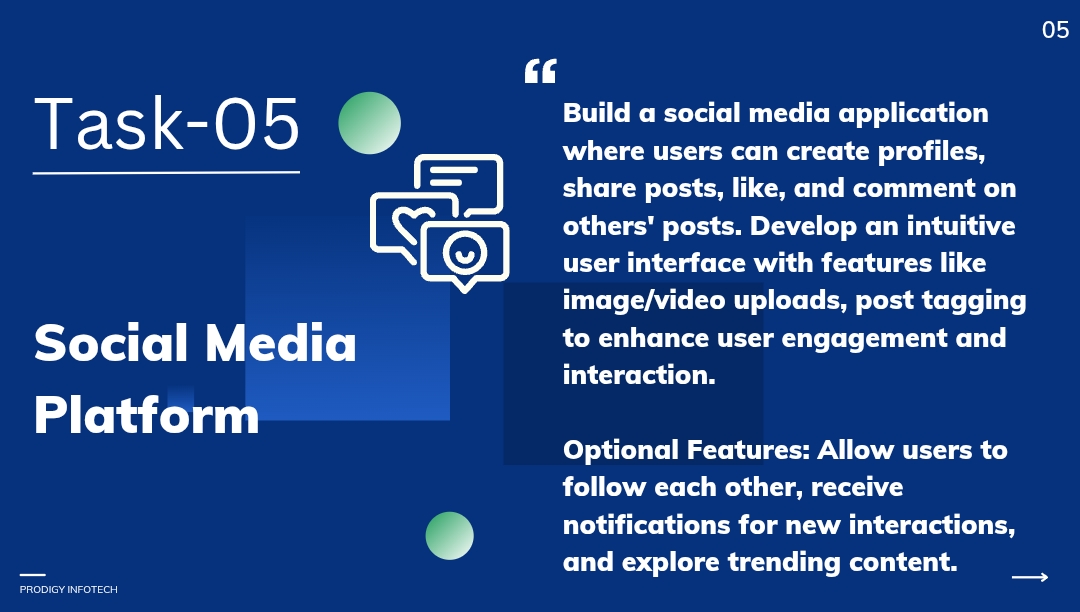 05
Task-05
Social Media
Platform
“
Build a social media application
where users can create profiles,
share posts, like, and comment on
others' posts. Develop an intuitive
user interface with features like
image/video uploads, post tagging
to enhance user engagement and
interaction.
Optional Features: Allow users to
follow each other, receive
notifications for new interactions,
and explore trending content.
PRODIGY INFOTECH